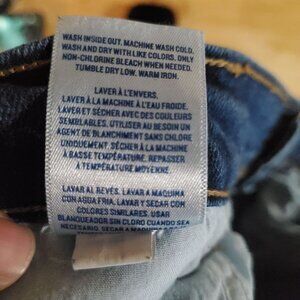 WASH INSIDE OUT. MACHINE WASH COLD.
WASH AND DRY WITH LIKE COLORS. ONLY
NON-CHLORINE BLEACH WHEN NEEDED.
TUMBLE DRY LOW. WARM IRON.
LAVER À L'ENVERS.
LAVER À LA MACHINE À L'EAU FROIDE.
LAVER ET SÉCHER AVEC DES COULEURS
SEMBLABLES. UTILISER AU BESOIN UN
AGENT DE BLANCHIMENT SANS CHLORE
UNIQUEMENT. SÉCHER À LA MACHINE
À BASSE TEMPÉRATURE. REPASSER
À TEMPÉRATURE MOYENNE.
LAVAR AL REVÉS. LAVAR A MAQUINA
CON AGUA FRIA. LAVAR Y SECAR CON
COLORES SIMILARES. USAR
BLANQUEADOR SIN CLORO CUANDO SEA
NECESARIO. SECAR A MAQUINA